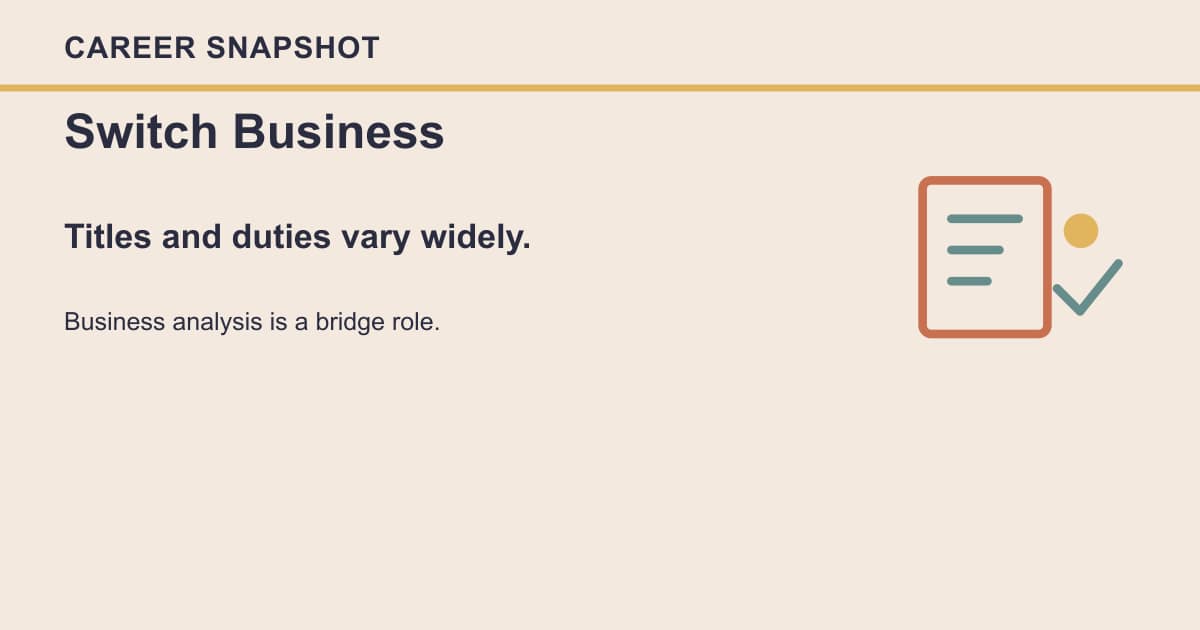 CAREER SNAPSHOT
Switch Business
Titles and duties vary widely.
Business analysis is a bridge role.